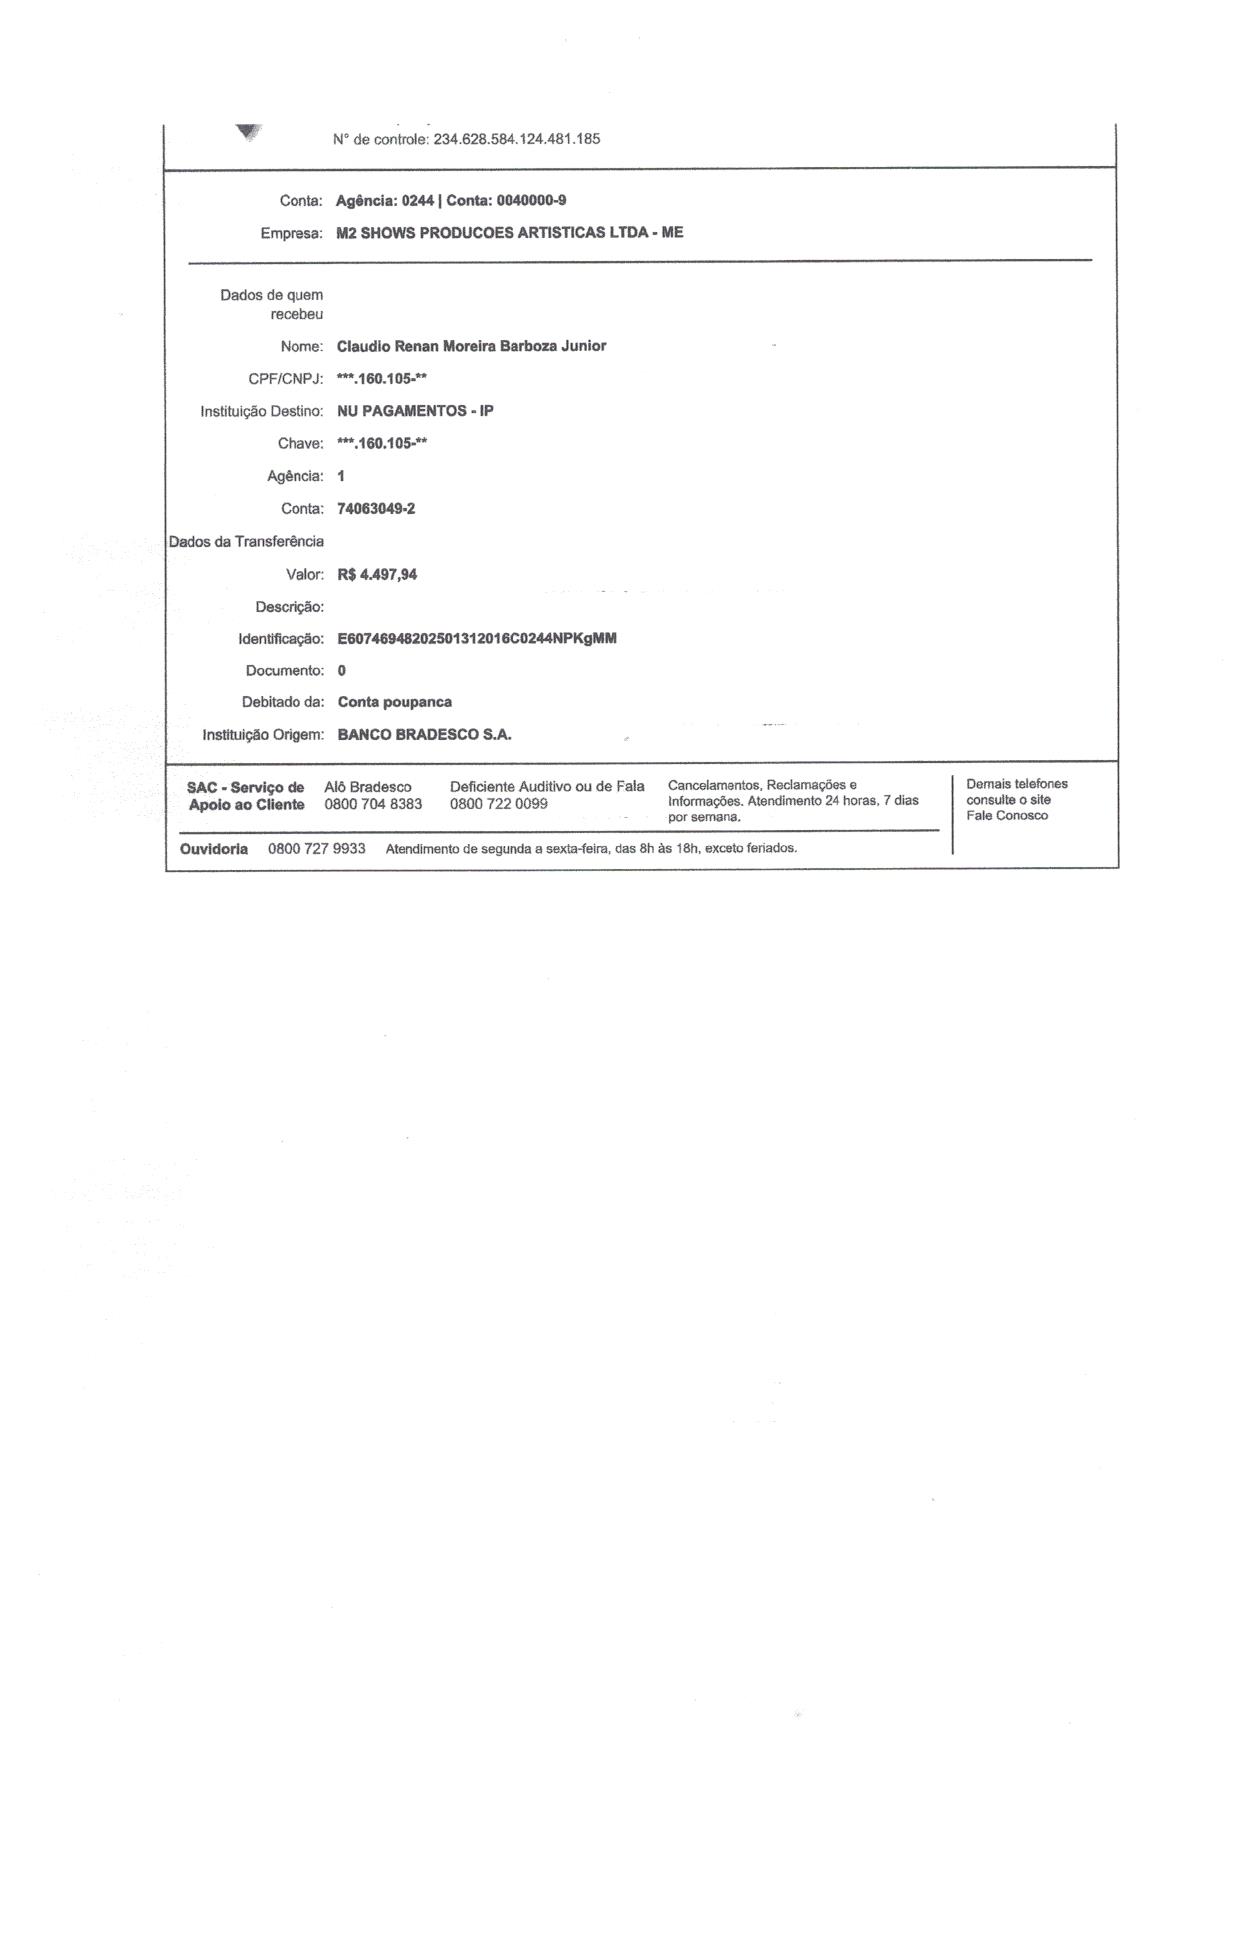 N° de controle: 234.628.584.124.481.185
Conta: Agência: 0244 | Conta: 0040000-9
Empresa: M2 SHOWS PRODUCOES ARTISTICAS LTDA - ME
Dados de quem
recebeu
Nome: Claudio Renan Moreira Barboza Junior
CPF/CNPJ: ***.160.105-**
Instituição Destino: NU PAGAMENTOS - IP
Chave: ***.160.105-**
Agência: 1
Conta: 74063049-2
Dados da Transferência
Valor: R$ 4.497,94
Descrição:
Identificação: E60746948202501312016C0244NPKgMM
Documento: 0
Debitado da: Conta poupanca
Instituição Origem: BANCO BRADESCO S.A.
SAC - Serviço de Apoio ao Cliente
Alô Bradesco
0800 704 8383
Deficiente Auditivo ou de Fala
0800 722 0099
Cancelamentos, Reclamações e
Informações. Atendimento 24 horas, 7 dias
por semana.
Demais telefones
consulte o site
Fale Conosco
Ouvidoria 0800 727 9933 Atendimento de segunda a sexta-feira, das 8h às 18h, exceto feriados.